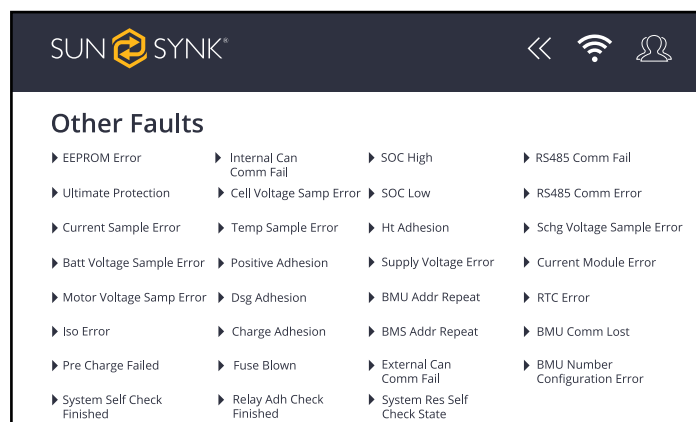 SUN SYNK®
Other Faults
EEPROM Error
Internal Can
Comm Fail
SOC High
RS485 Comm Fail
Ultimate Protection
Cell Voltage Samp Error
SOC Low
RS485 Comm Error
Current Sample Error
Temp Sample Error
Ht Adhesion
Schg Voltage Sample Error
Batt Voltage Sample Error
Positive Adhesion
Supply Voltage Error
Current Module Error
Motor Voltage Samp Error
Dsg Adhesion
BMU Addr Repeat
RTC Error
Iso Error
Charge Adhesion
BMS Addr Repeat
BMU Comm Lost
Pre Charge Failed
Fuse Blown
External Can
Comm Fail
BMU Number
Configuration Error
System Self Check
Finished
Relay Adh Check
Finished
System Res Self
Check State